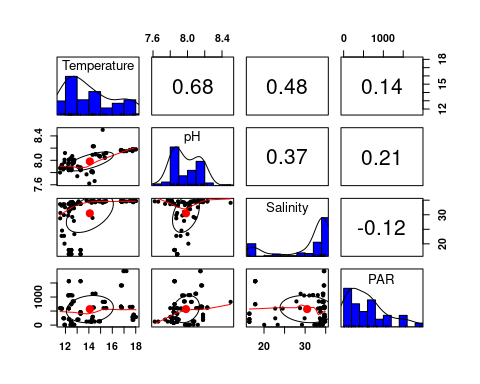 7.6 8.0 8.4
0 1000
Temperature
0.68
0.48
0.14
12 14 16 18
7.6 8.0 8.4
pH
0.37
0.21
Salinity
-0.12
20 25 30
0 1000
PAR
12 14 16 18
20 30